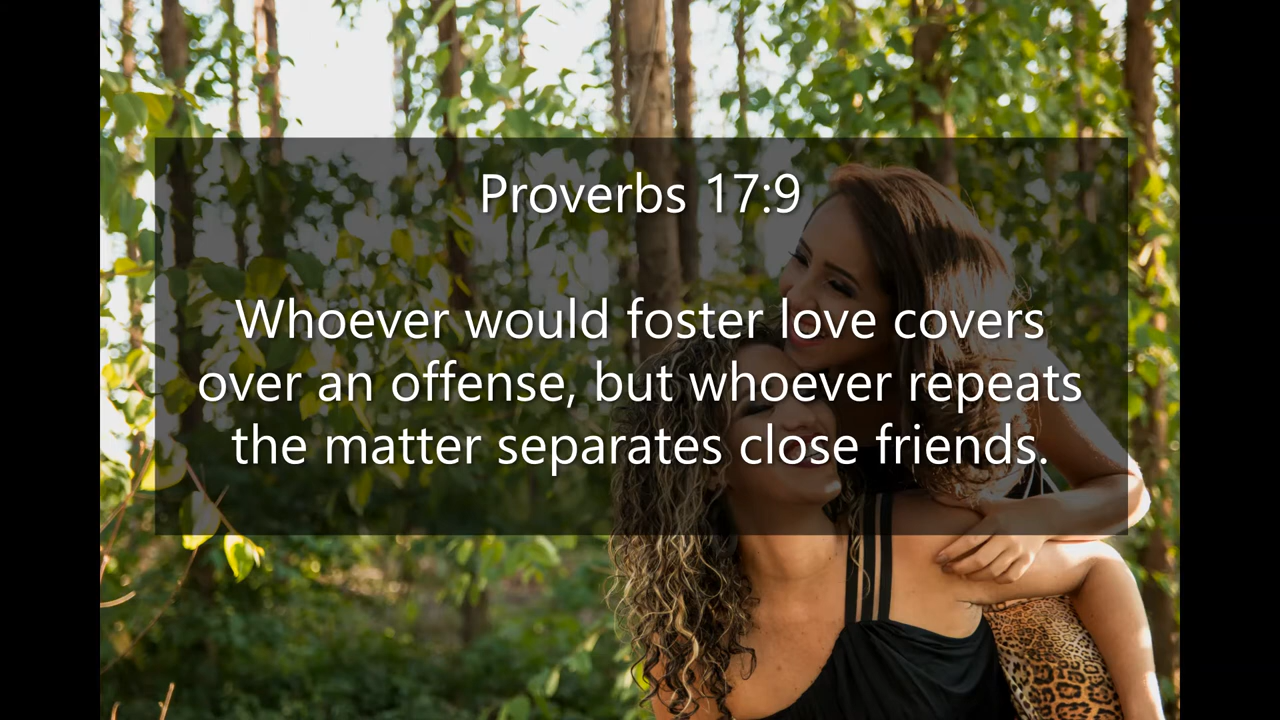 Proverbs 17:9
Whoever would foster love covers
over an offense, but whoever repeats
the matter separates close friends.